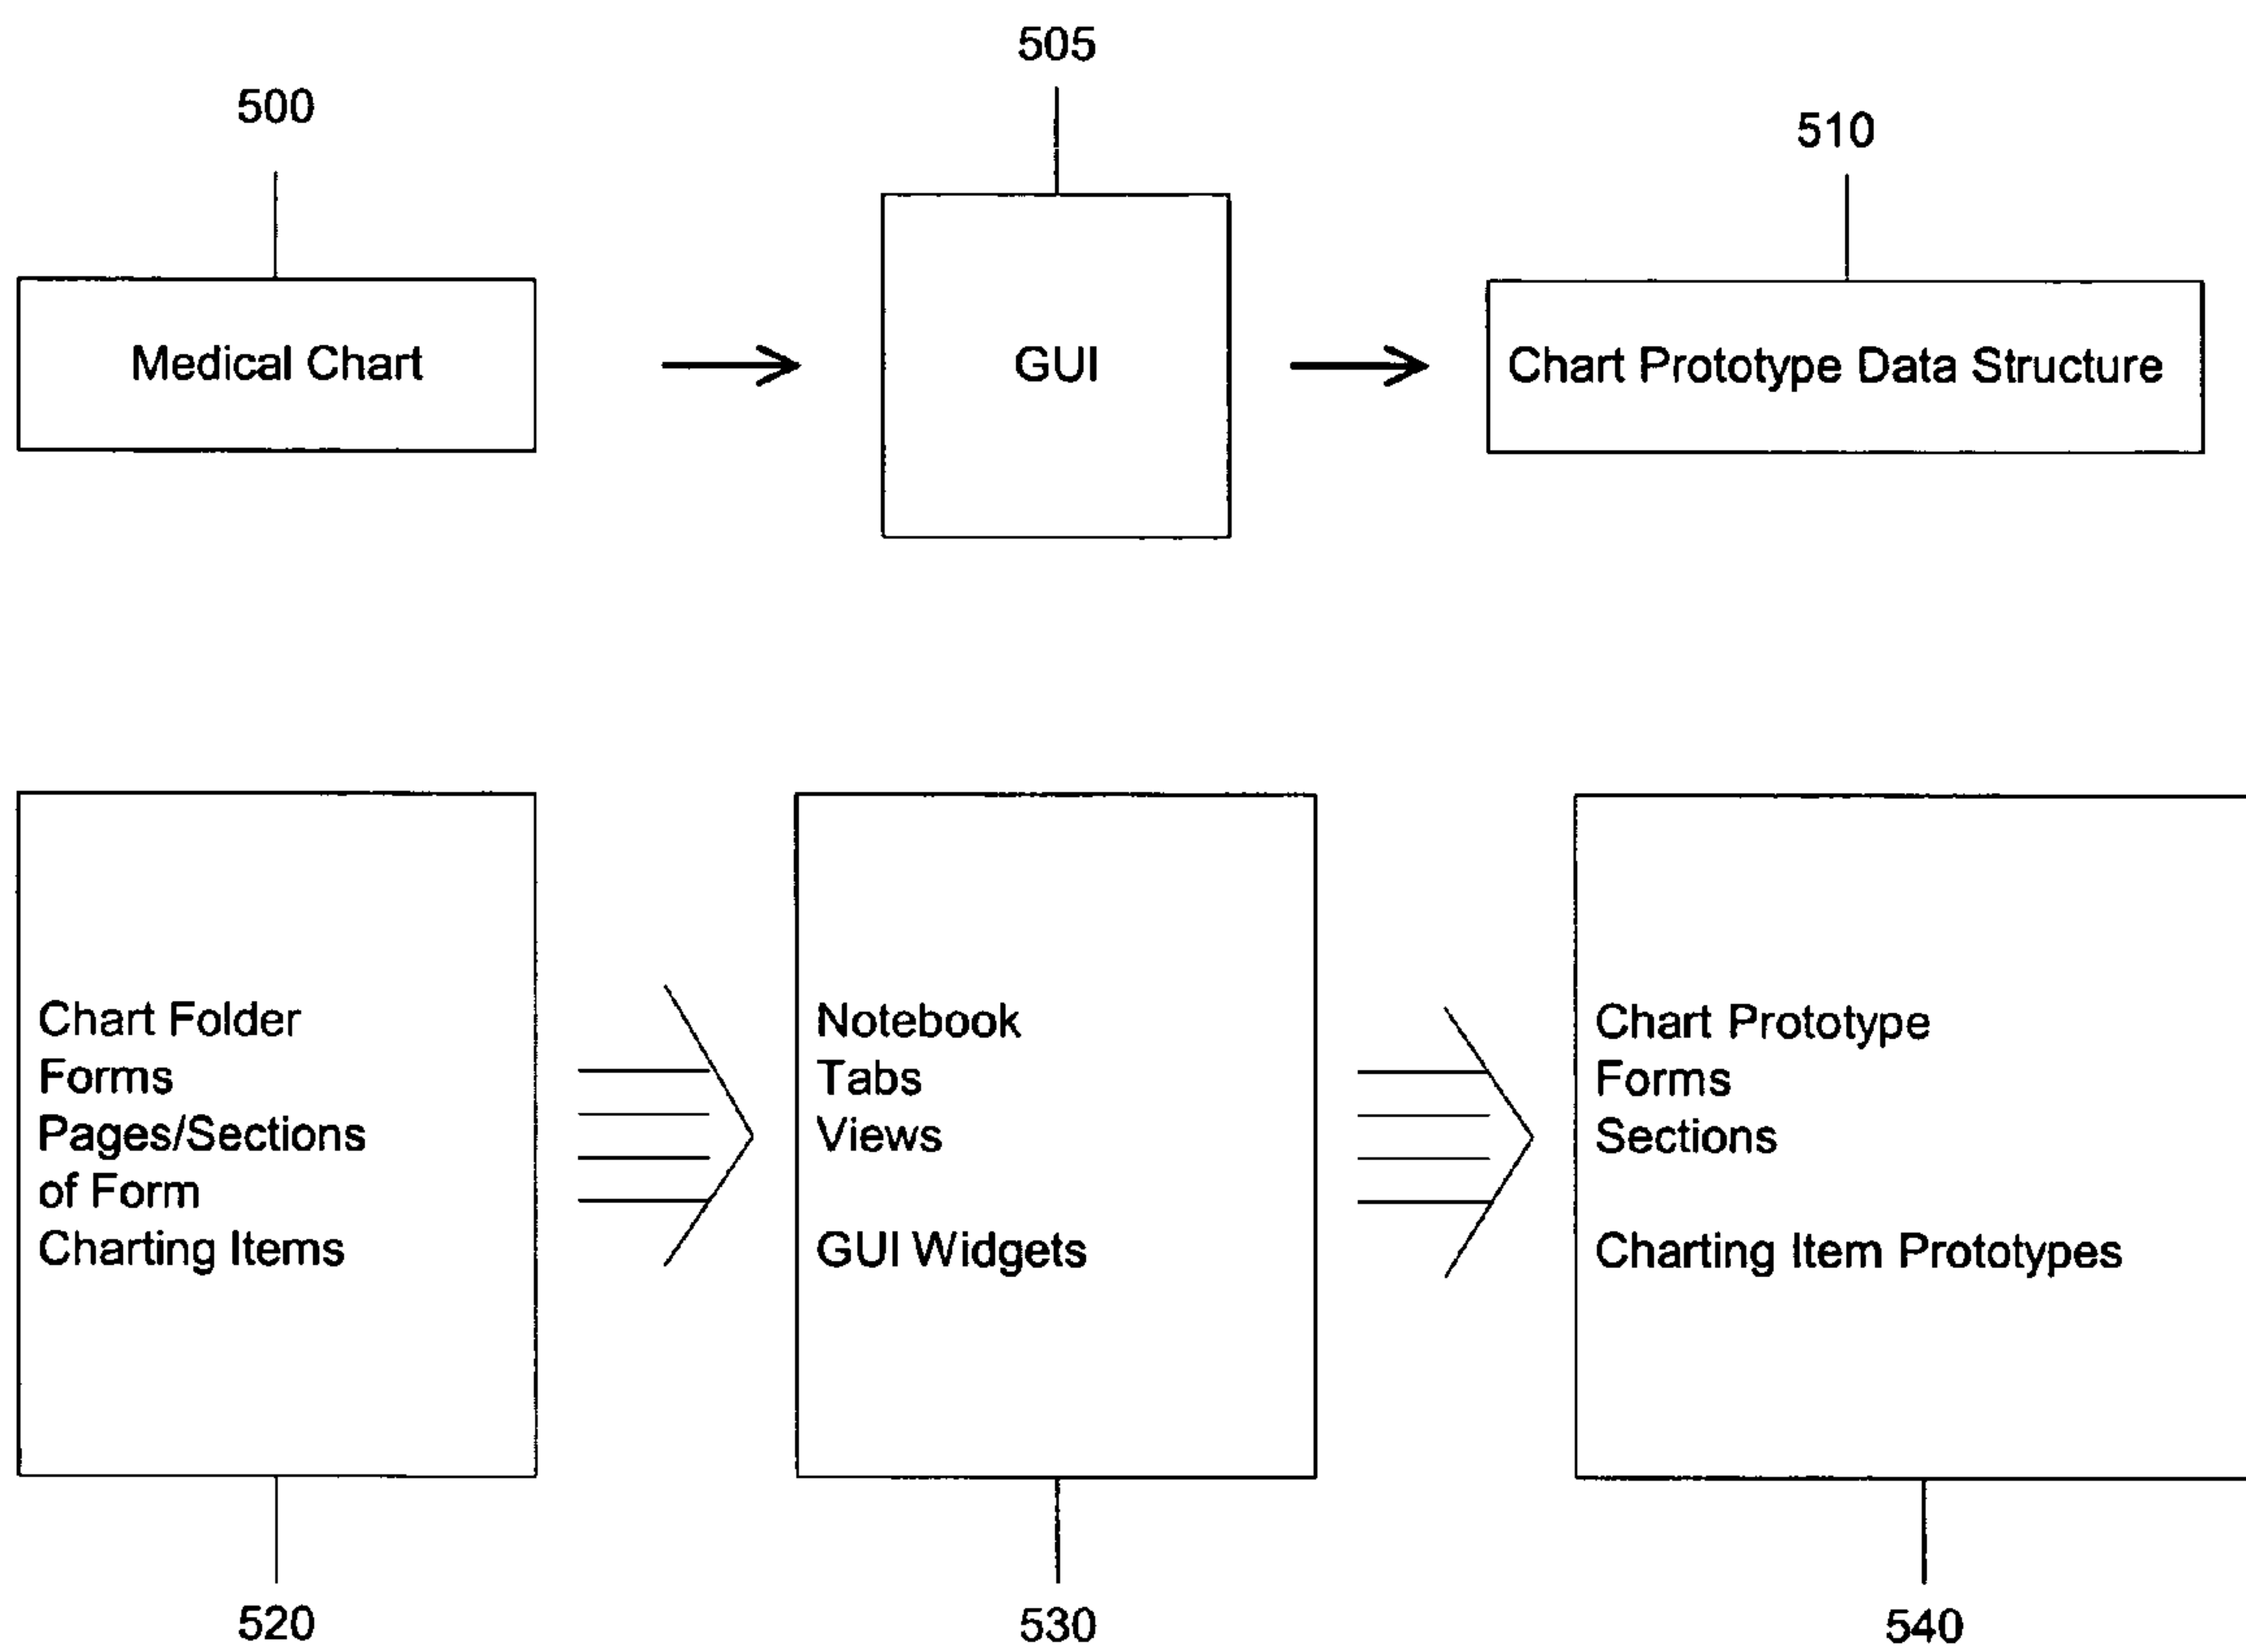 505
500
510
Medical Chart
GUI
Chart Prototype Data Structure
Chart Folder
Forms
Pages/Sections
of Form
Charting Items
Notebook
Tabs
Views
GUI Widgets
Chart Prototype
Forms
Sections
Charting Item Prototypes
520
530
540